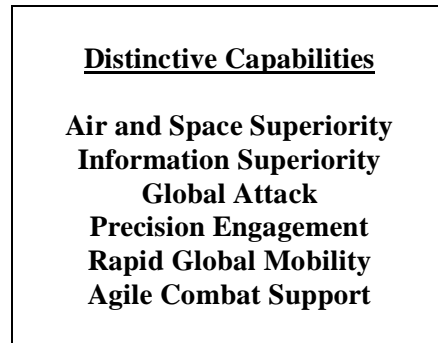 Distinctive Capabilities
Air and Space Superiority
Information Superiority
Global Attack
Precision Engagement
Rapid Global Mobility
Agile Combat Support